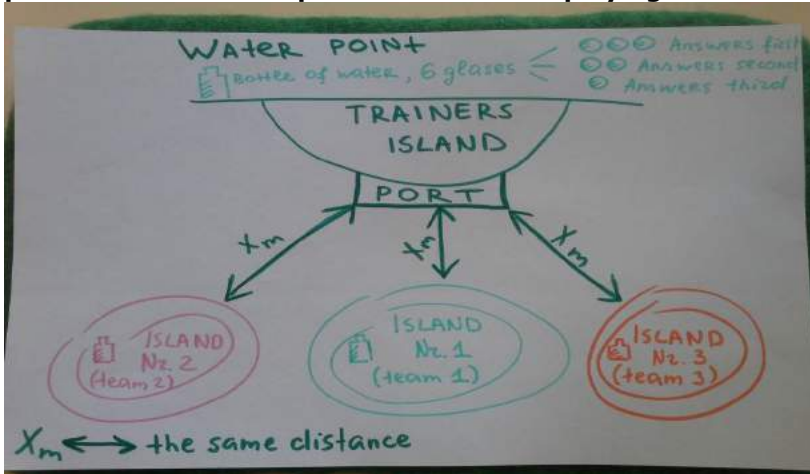 WATER POINT
Bottle of water, 6 glases
Answers first
Answers second
Answers third
TRAINERS
ISLAND
PORT
Xm
Xm
Xm
ISLAND
Nr. 2
(team 2)
ISLAND
Nr. 1
(team 1)
ISLAND
Nr. 3
(team 3)
Xm the same distance